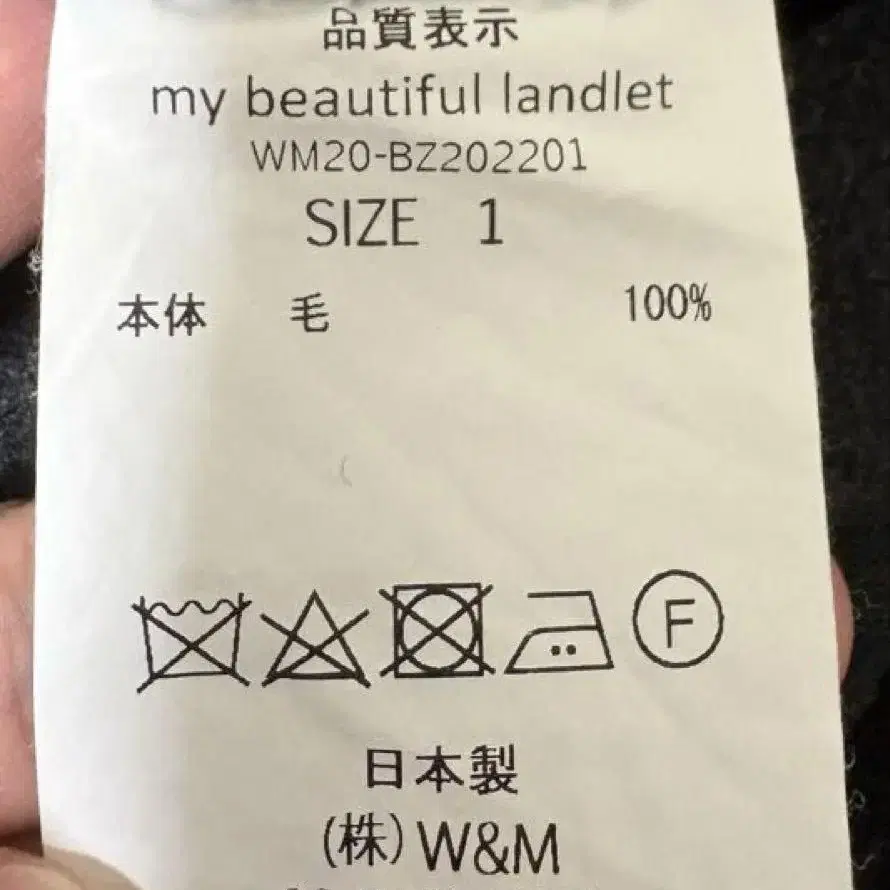 品質表示
my beautiful landlet
WM20-BZ202201
SIZE 1
本体 毛 100%
F
日本製
(株)W&M